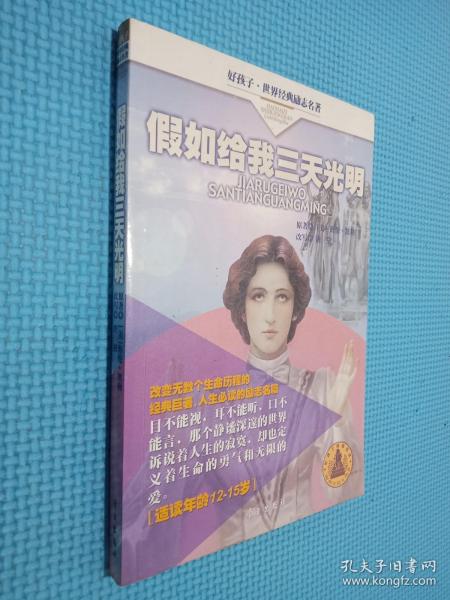 好孩子·世界经典励志名著
假如给我三天光明
JIARUGEIWO
SANTIANGUANGMING
改变无数个生命历程的
经典巨著,人生必读的励志名篇
目不能视,耳不能听,口不
能言,那个静谧深邃的世界
诉说着人生的寂寞,却也定
义着生命的勇气和无限的
爱。
[适读年龄12-15岁]
假如给我三天光明
孔夫子旧书网
www.kongfz.com